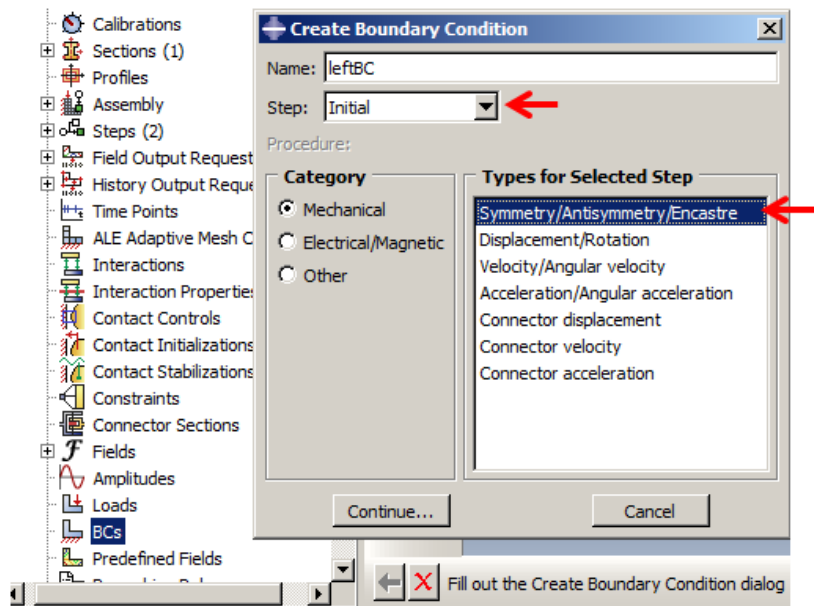 Calibrations
Sections (1)
Profiles
Assembly
Steps (2)
Field Output Request
History Output Reque
Time Points
ALE Adaptive Mesh C
Interactions
Interaction Properties
Contact Controls
Contact Initializations
Contact Stabilizations
Constraints
Connector Sections
Fields
Amplitudes
Loads
BCs
Predefined Fields
Create Boundary Condition
Name: leftBC
Step: Initial
Procedure:
Category
Mechanical
Electrical/Magnetic
Other
Types for Selected Step
Symmetry/Antisymmetry/Encastre
Displacement/Rotation
Velocity/Angular velocity
Acceleration/Angular acceleration
Connector displacement
Connector velocity
Connector acceleration
Continue... Cancel
Fill out the Create Boundary Condition dialog